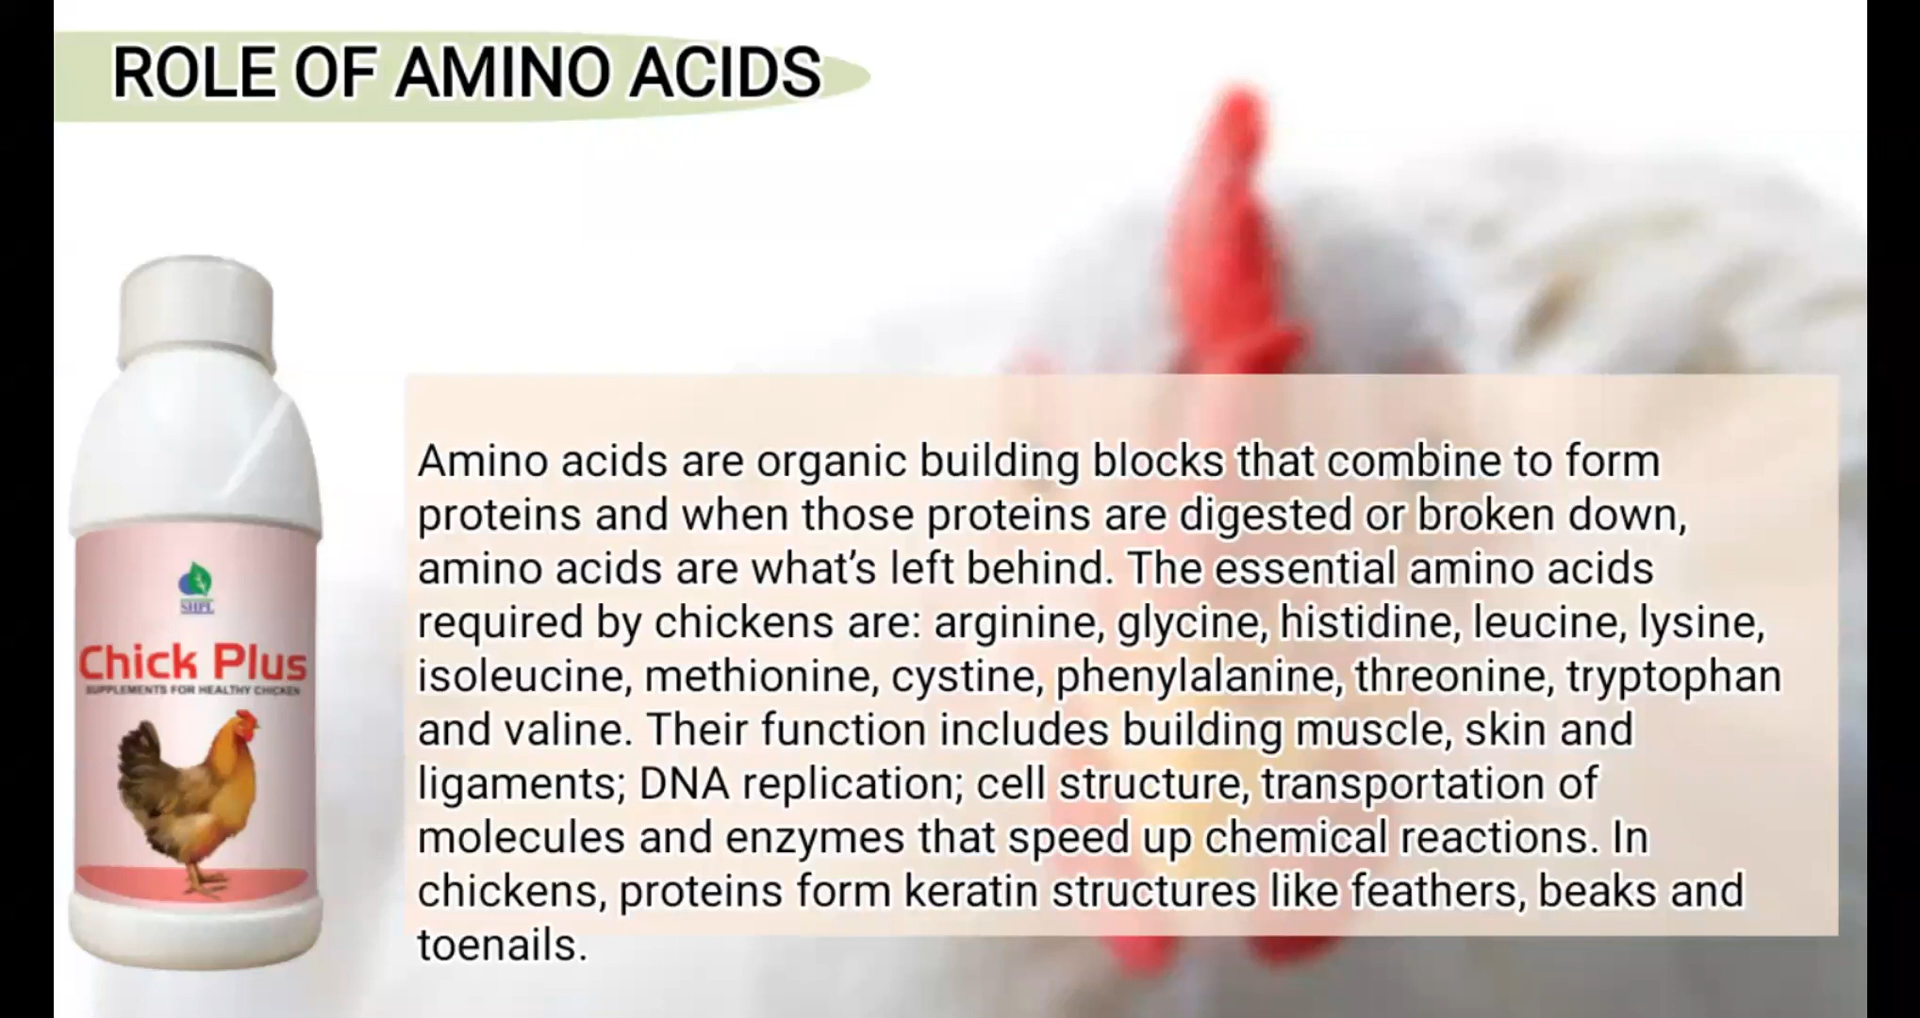 ROLE OF AMINO ACIDS
SHPL
Chick Plus
SUPPLEMENTS FOR HEALTHY CHICKEN
Amino acids are organic building blocks that combine to form
proteins and when those proteins are digested or broken down,
amino acids are what’s left behind. The essential amino acids
required by chickens are: arginine, glycine, histidine, leucine, lysine,
isoleucine, methionine, cystine, phenylalanine, threonine, tryptophan
and valine. Their function includes building muscle, skin and
ligaments; DNA replication; cell structure, transportation of
molecules and enzymes that speed up chemical reactions. In
chickens, proteins form keratin structures like feathers, beaks and
toenails.